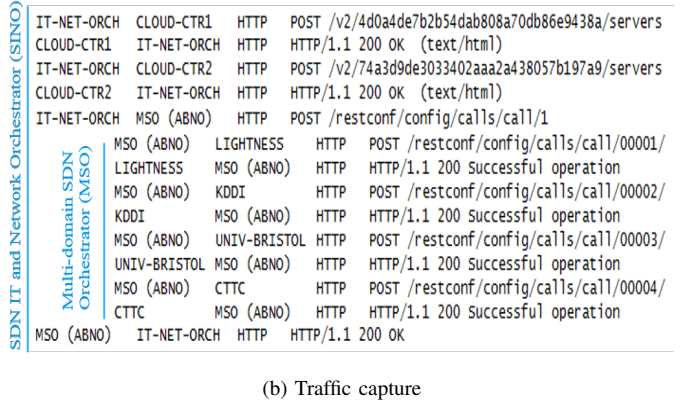 SDN IT and Network Orchestrator (SINO)
IT-NET-ORCH CLOUD-CTR1 HTTP POST /v2/4d0a4de7b2b54dab808a70db86e9438a/servers
CLOUD-CTR1 IT-NET-ORCH HTTP HTTP/1.1 200 OK (text/html)
IT-NET-ORCH CLOUD-CTR2 HTTP POST /v2/74a3d9de3033402aaa2a438057b197a9/servers
CLOUD-CTR2 IT-NET-ORCH HTTP HTTP/1.1 200 OK (text/html)
IT-NET-ORCH MSO (ABNO) HTTP POST /restconf/config/calls/call/1
Multi-domain SDN
Orchestrator (MSO)
MSO (ABNO) LIGHTNESS HTTP POST /restconf/config/calls/call/00001/
LIGHTNESS MSO (ABNO) HTTP HTTP/1.1 200 Successful operation
MSO (ABNO) KDDI HTTP POST /restconf/config/calls/call/00002/
KDDI MSO (ABNO) HTTP HTTP/1.1 200 Successful operation
MSO (ABNO) UNIV-BRISTOL HTTP POST /restconf/config/calls/call/00003/
UNIV-BRISTOL MSO (ABNO) HTTP HTTP/1.1 200 Successful operation
MSO (ABNO) CTTC HTTP POST /restconf/config/calls/call/00004/
CTTC MSO (ABNO) HTTP HTTP/1.1 200 Successful operation
MSO (ABNO) IT-NET-ORCH HTTP HTTP/1.1 200 OK
(b) Traffic capture